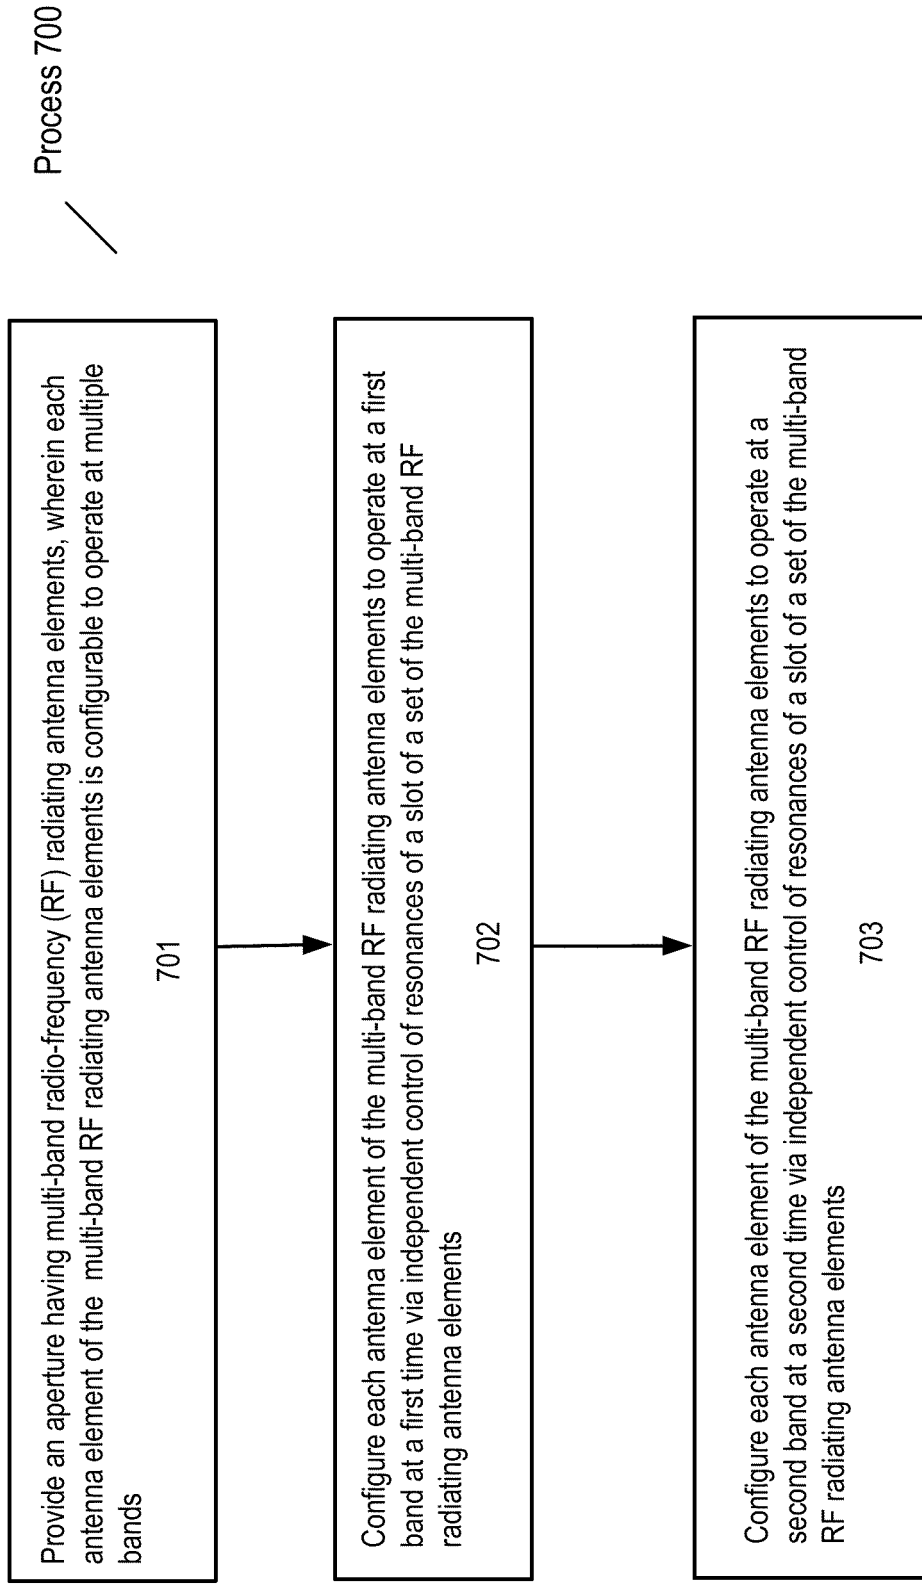 Process 700
Provide an aperture having multi-band radio-frequency (RF) radiating antenna elements, wherein each
antenna element of the multi-band RF radiating antenna elements is configurable to operate at multiple
bands
701
Configure each antenna element of the multi-band RF radiating antenna elements to operate at a first
band at a first time via independent control of resonances of a slot of a set of the multi-band RF
radiating antenna elements
702
Configure each antenna element of the multi-band RF radiating antenna elements to operate at a
second band at a second time via independent control of resonances of a slot of a set of the multi-band
RF radiating antenna elements
703